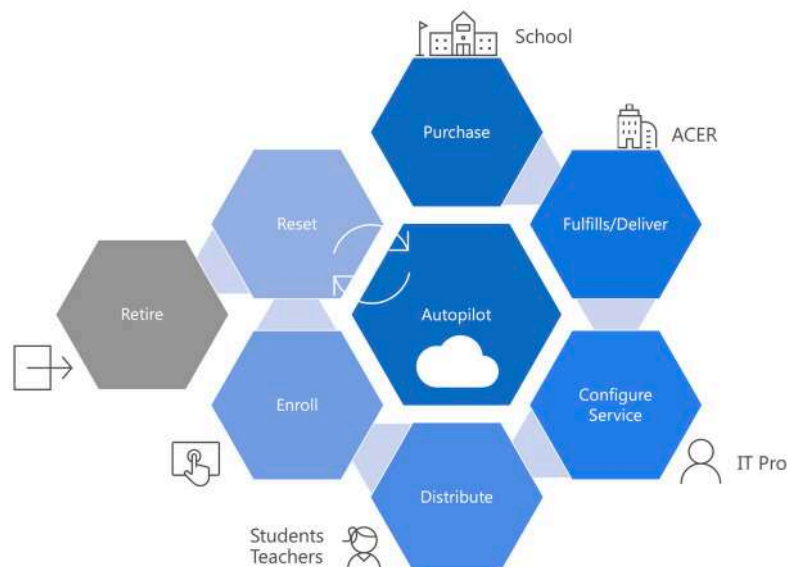 School
Purchase
ACER
Fulfills/Deliver
Reset
Autopilot
Retire
Configure
Service
Enroll
IT Pro
Distribute
Students
Teachers